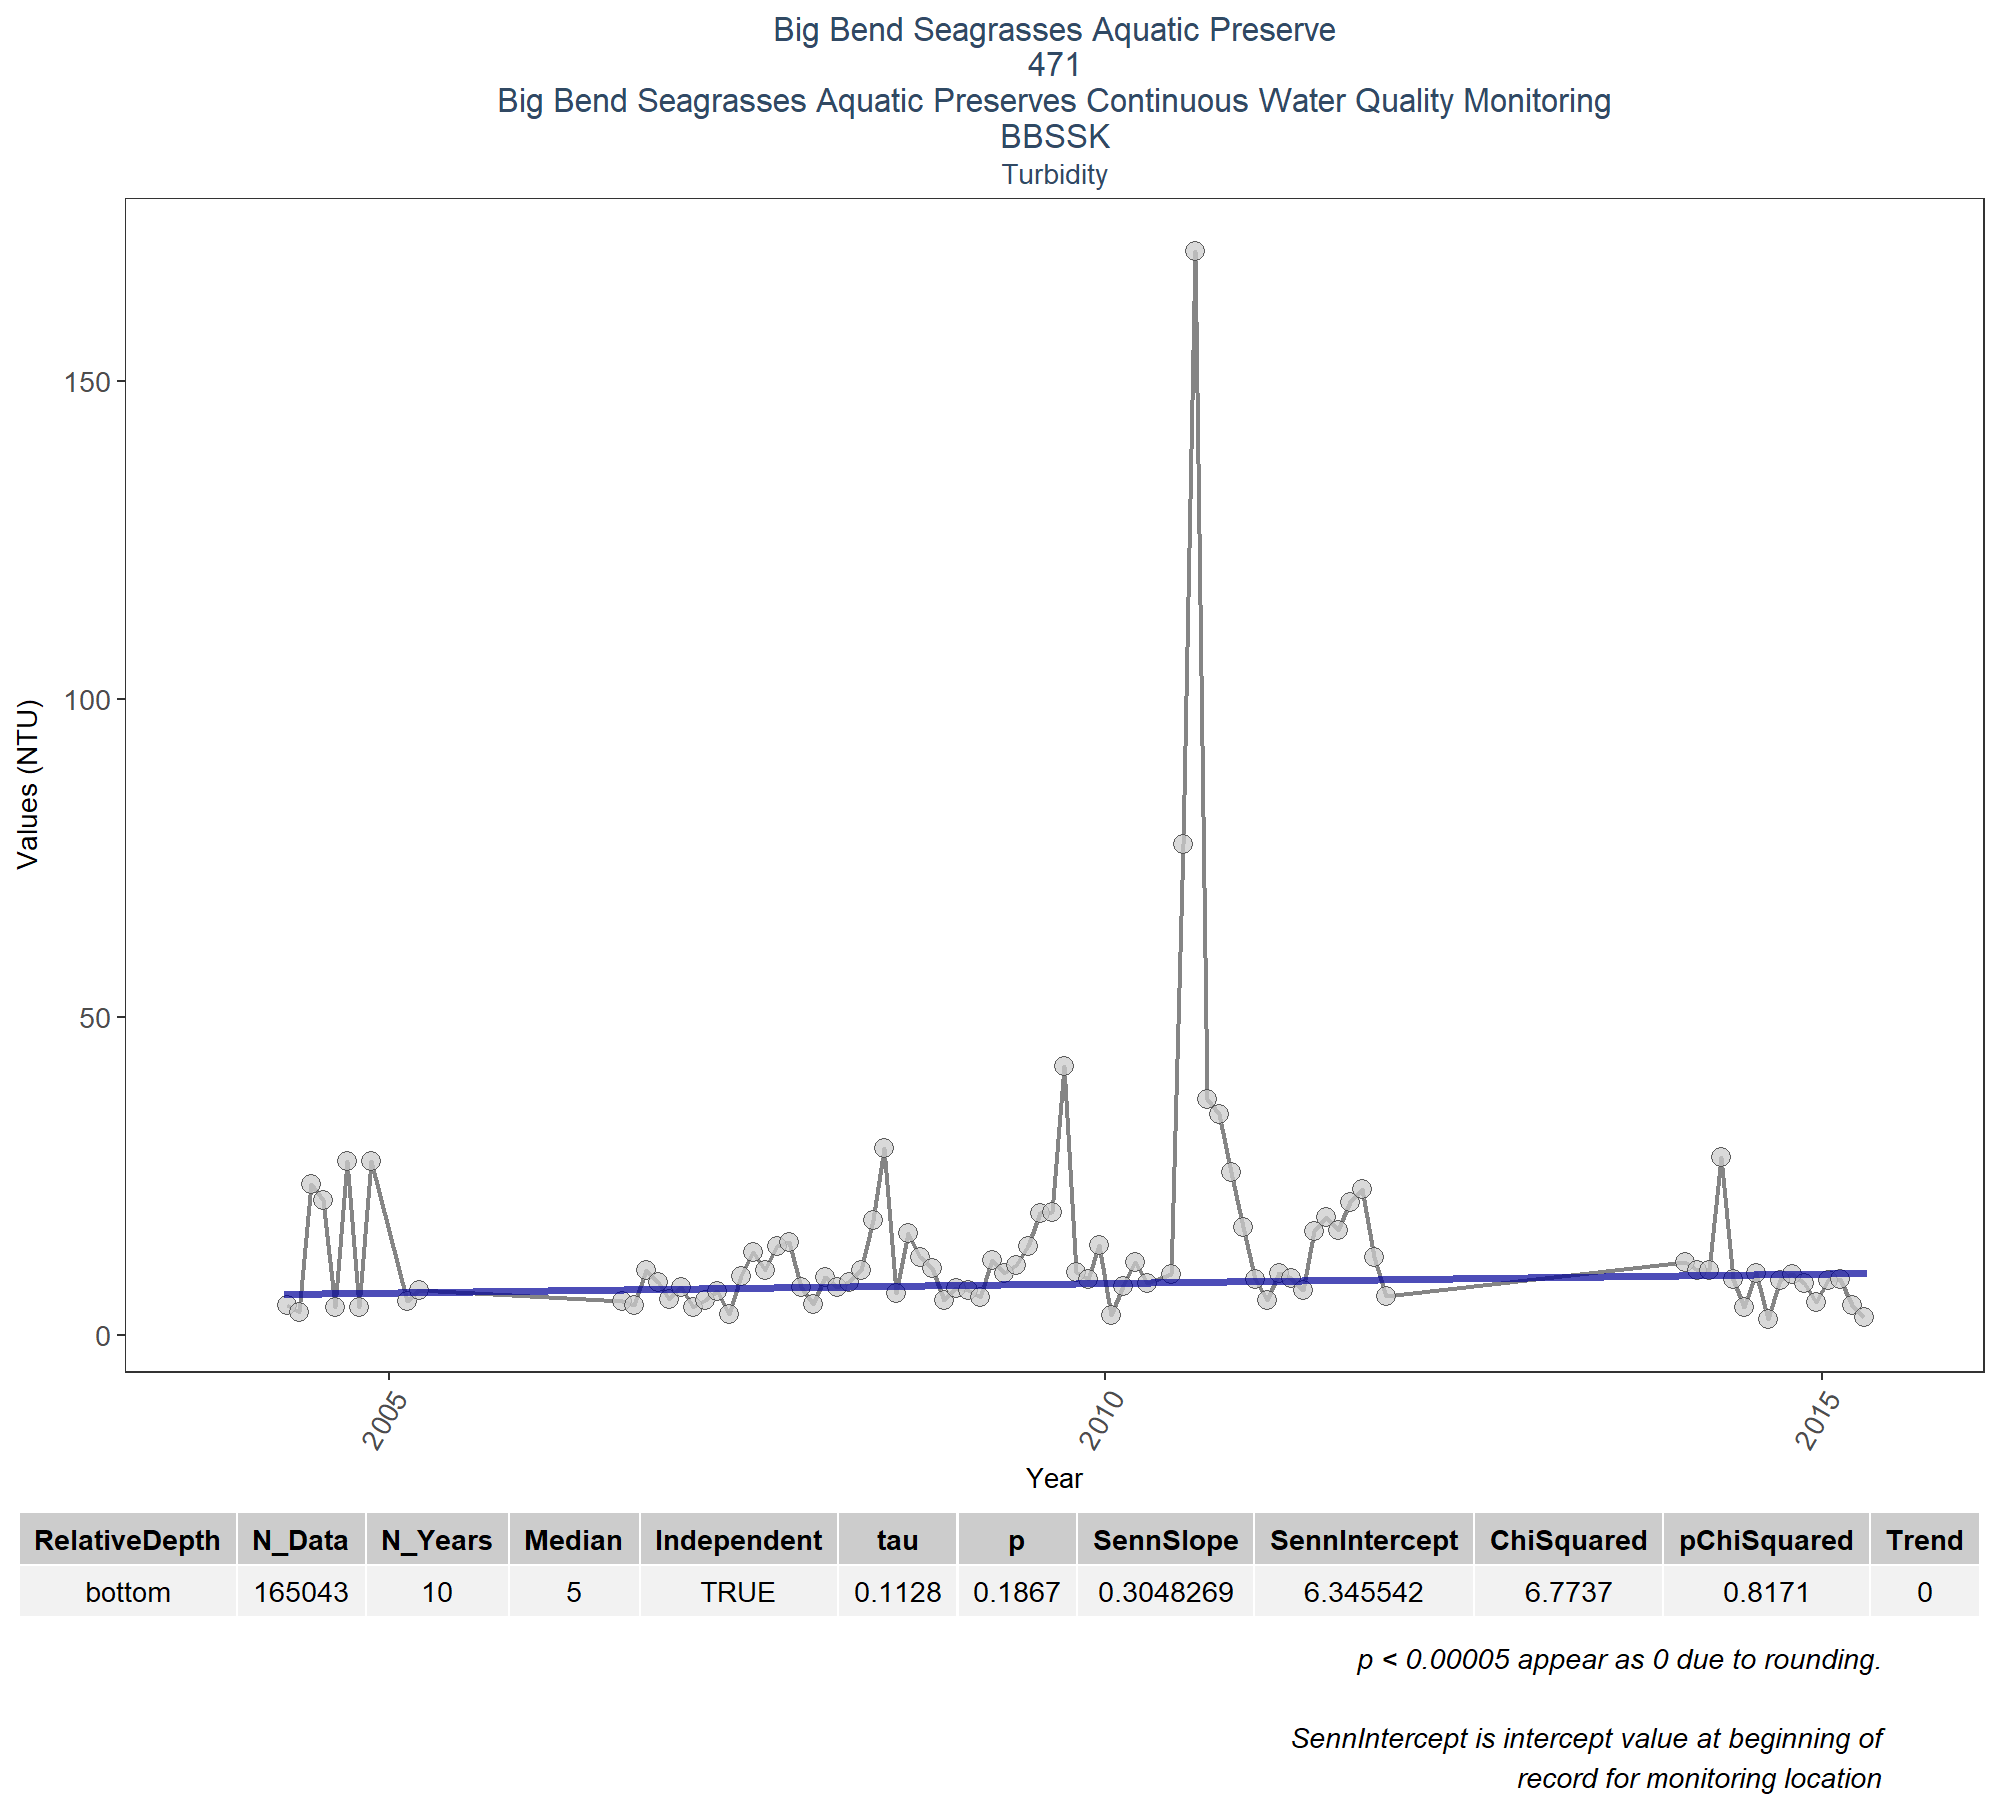 Big Bend Seagrasses Aquatic Preserve
471
Big Bend Seagrasses Aquatic Preserves Continuous Water Quality Monitoring
BBSSK
Turbidity
Values (NTU)
150
100
50
0
2005
2010
2015
Year
RelativeDepth N_Data N_Years Median Independent tau p SennSlope SennIntercept ChiSquared pChiSquared Trend
bottom 165043 10 5 TRUE 0.1128 0.1867 0.3048269 6.345542 6.7737 0.8171 0
p < 0.00005 appear as 0 due to rounding.
SennIntercept is intercept value at beginning of
record for monitoring location